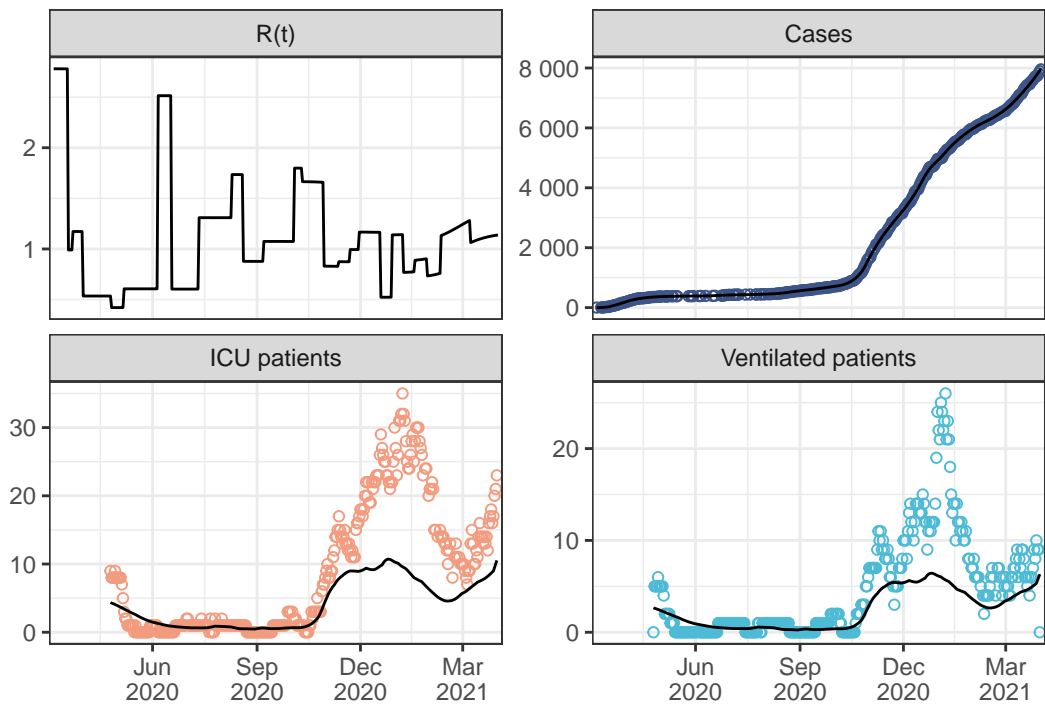 R(t)
Cases
2
1
8 000
6 000
4 000
2 000
0
ICU patients
Ventilated patients
30
20
10
0
20
10
0
Jun Sep Dec Mar
2020 2020 2020 2021
Jun Sep Dec Mar
2020 2020 2020 2021